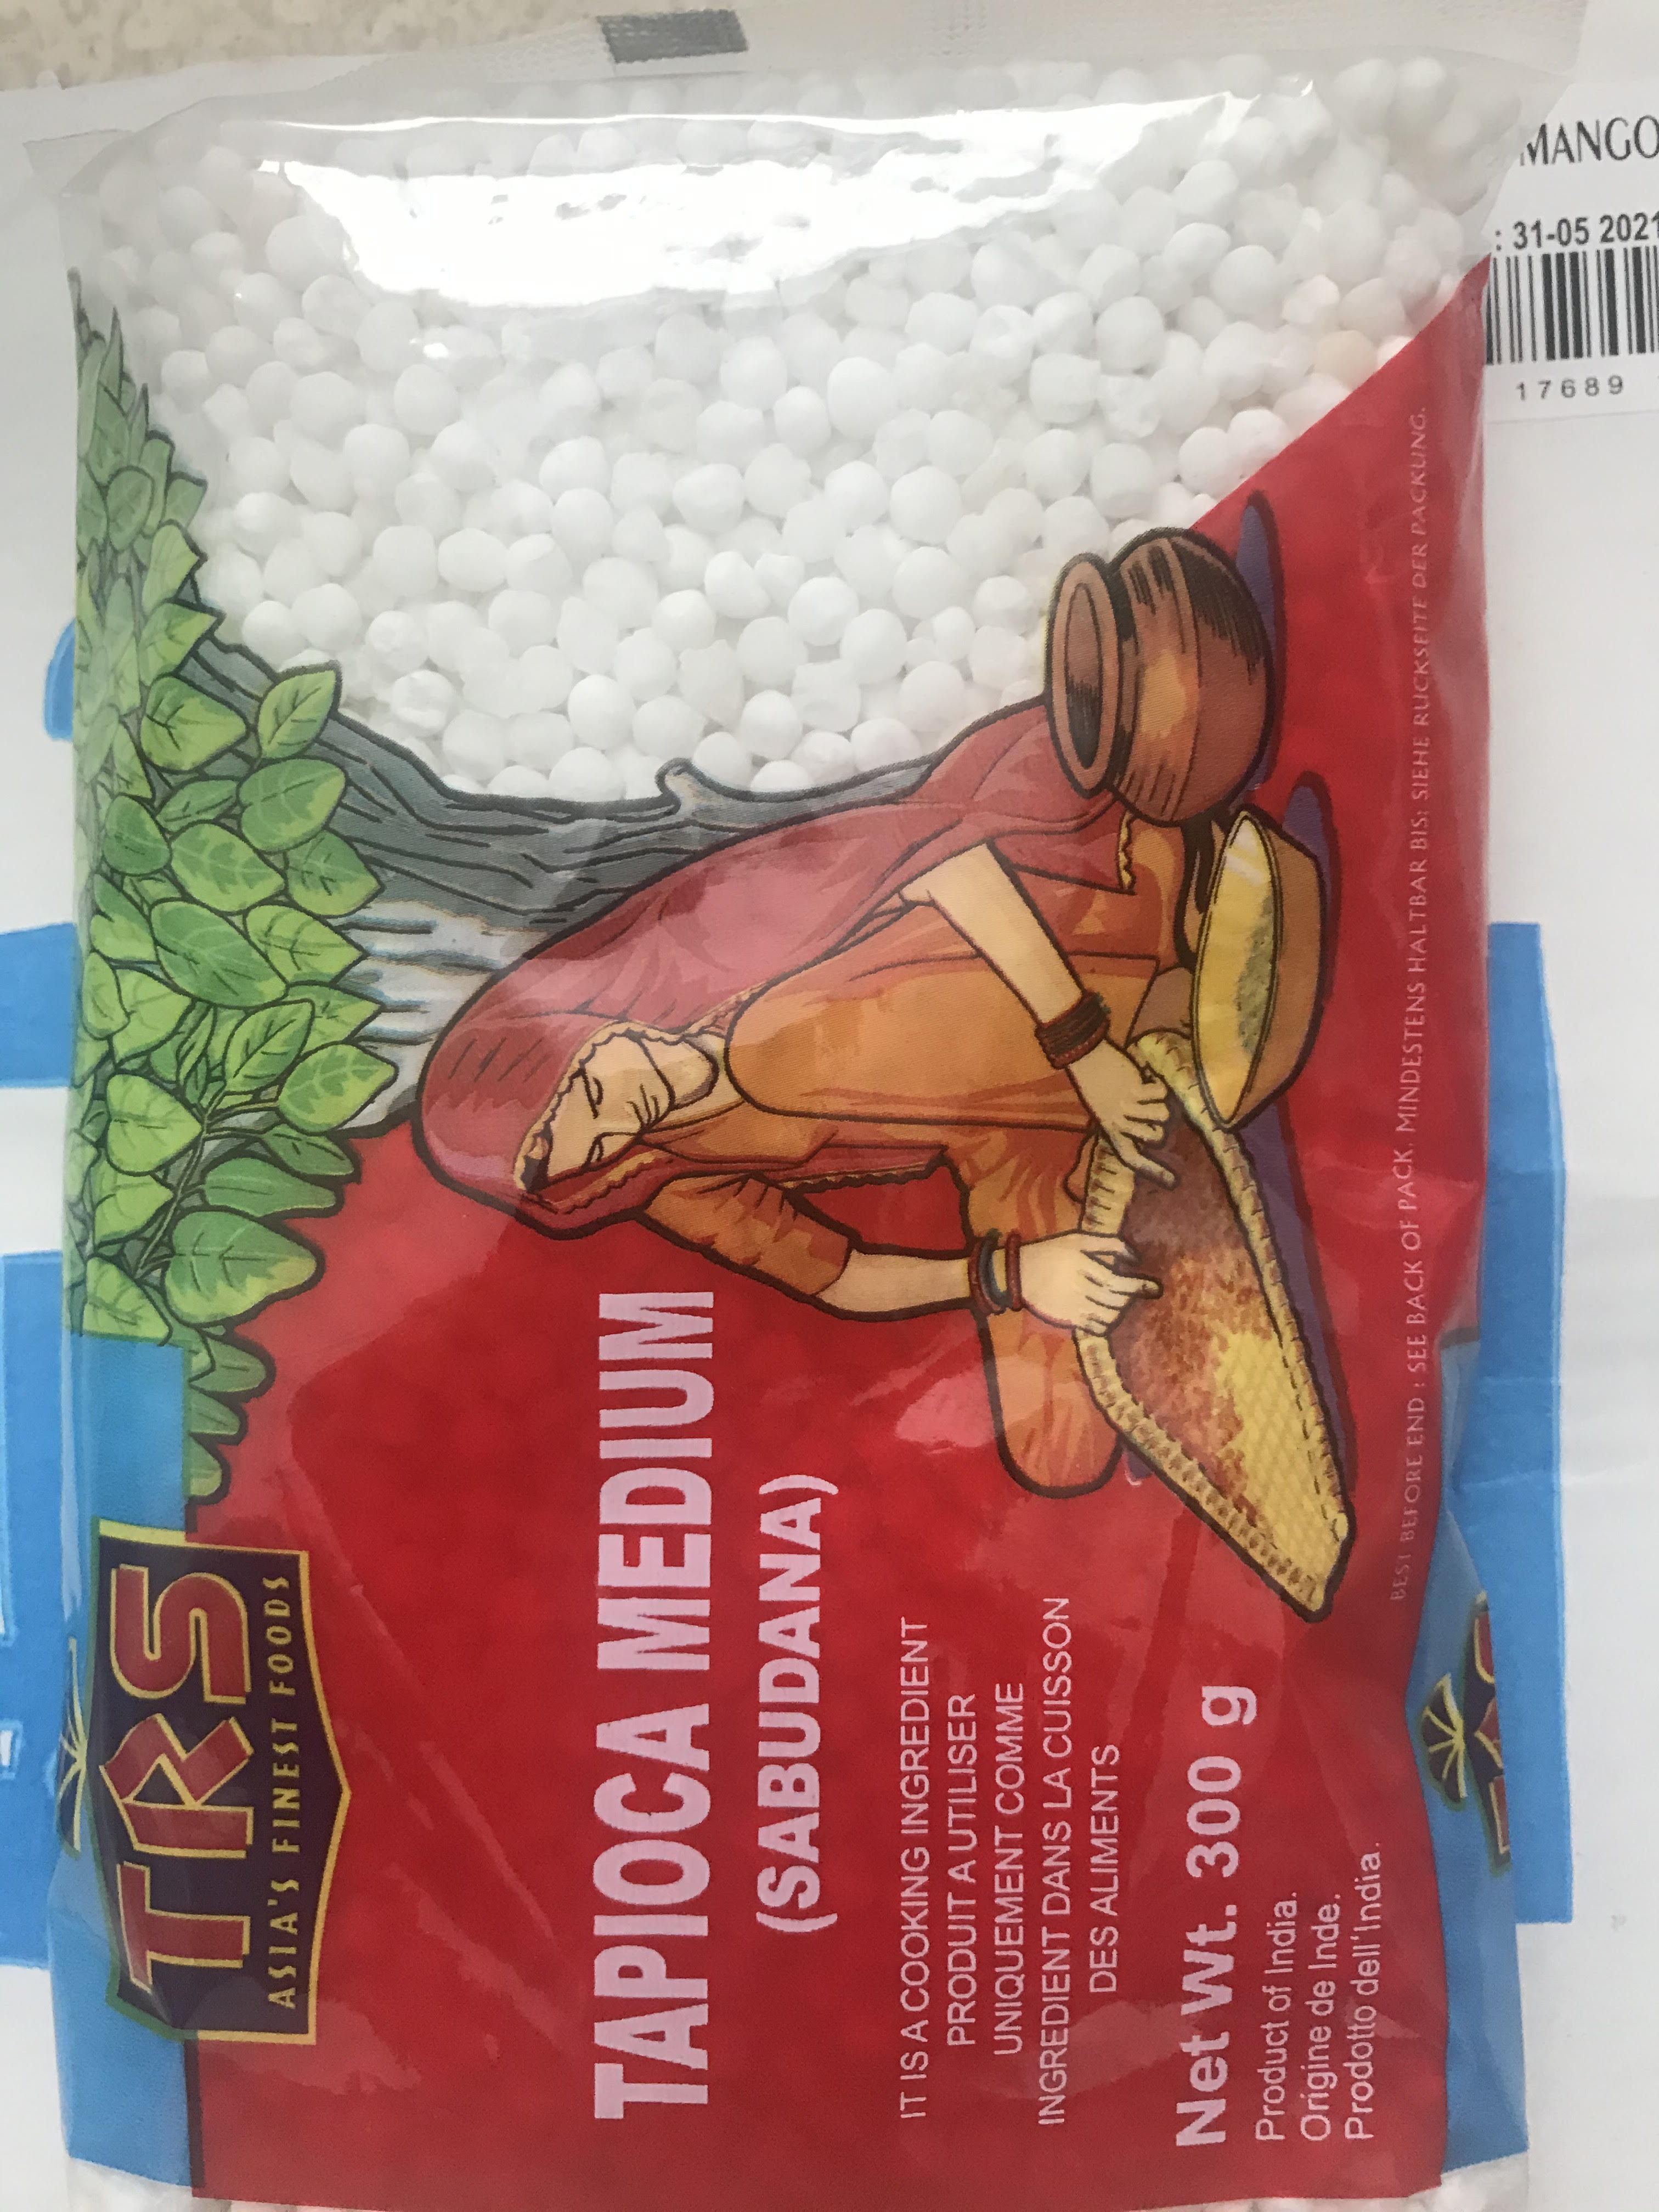 TRS
ASIA'S FINEST FOODS
TAPIOCA MEDIUM
(SABUDANA)
IT IS A COOKING INGREDIENT
PRODUIT A UTILISER
UNIQUEMENT COMME
INGREDIENT DANS LA CUISSON
DES ALIMENTS
Net Wt. 300 g
Product of India.
Origine de Inde.
Prodotto dell'India.
BEST BEFORE END : SEE BACK OF PACK. MINDESTENS HALTBAR BIS: SIEHE RUCKSEITE DER PACKUNG.
MANGO
: 31-05 2021
17689